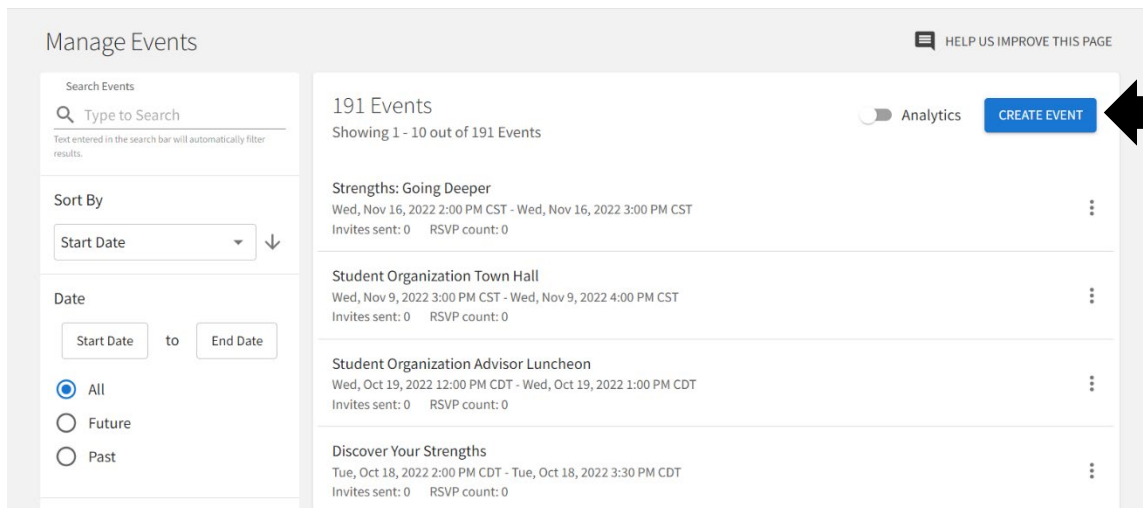 Manage Events
HELP US IMPROVE THIS PAGE
Search Events
Type to Search
Text entered in the search bar will automatically filter
results.
Sort By
Start Date
Date
Start Date to End Date
All
Future
Past
191 Events
Showing 1 - 10 out of 191 Events
Analytics
CREATE EVENT
Strengths: Going Deeper
Wed, Nov 16, 2022 2:00 PM CST - Wed, Nov 16, 2022 3:00 PM CST
Invites sent: 0 RSVP count: 0
Student Organization Town Hall
Wed, Nov 9, 2022 3:00 PM CST - Wed, Nov 9, 2022 4:00 PM CST
Invites sent: 0 RSVP count: 0
Student Organization Advisor Luncheon
Wed, Oct 19, 2022 12:00 PM CDT - Wed, Oct 19, 2022 1:00 PM CDT
Invites sent: 0 RSVP count: 0
Discover Your Strengths
Tue, Oct 18, 2022 2:00 PM CDT - Tue, Oct 18, 2022 3:30 PM CDT
Invites sent: 0 RSVP count: 0